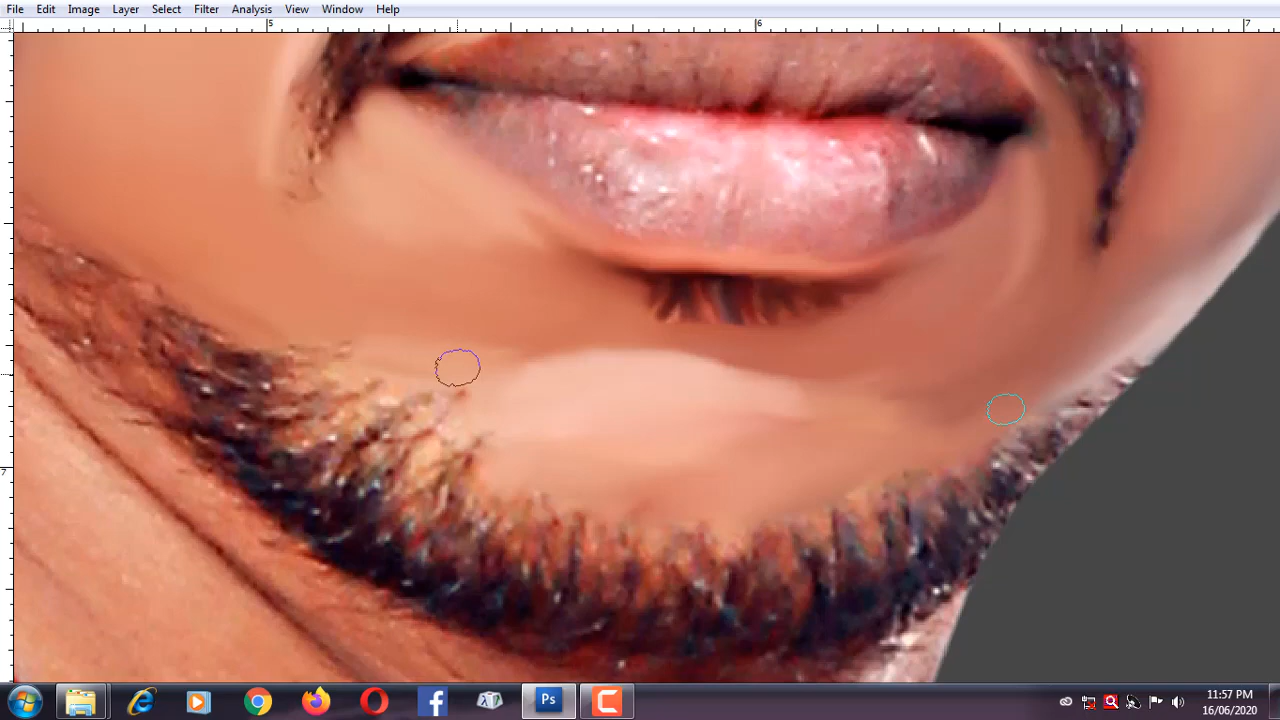 File Edit Image Layer Select Filter Analysis View Window Help
5 6 7
7
Ps
11:57 PM
16/06/2020